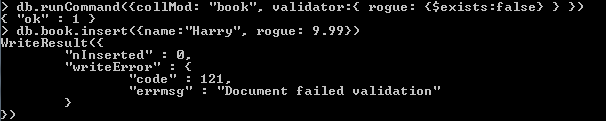 > db.runCommand({collMod: "book", validator:{ rogue: {$exists:false} } })
{ "ok" : 1 }
> db.book.insert({name:"Harry", rogue: 9.99})
WriteResult({
        "nInserted" : 0,
        "writeError" : {
                "code" : 121,
                "errmsg" : "Document failed validation"
        }
})